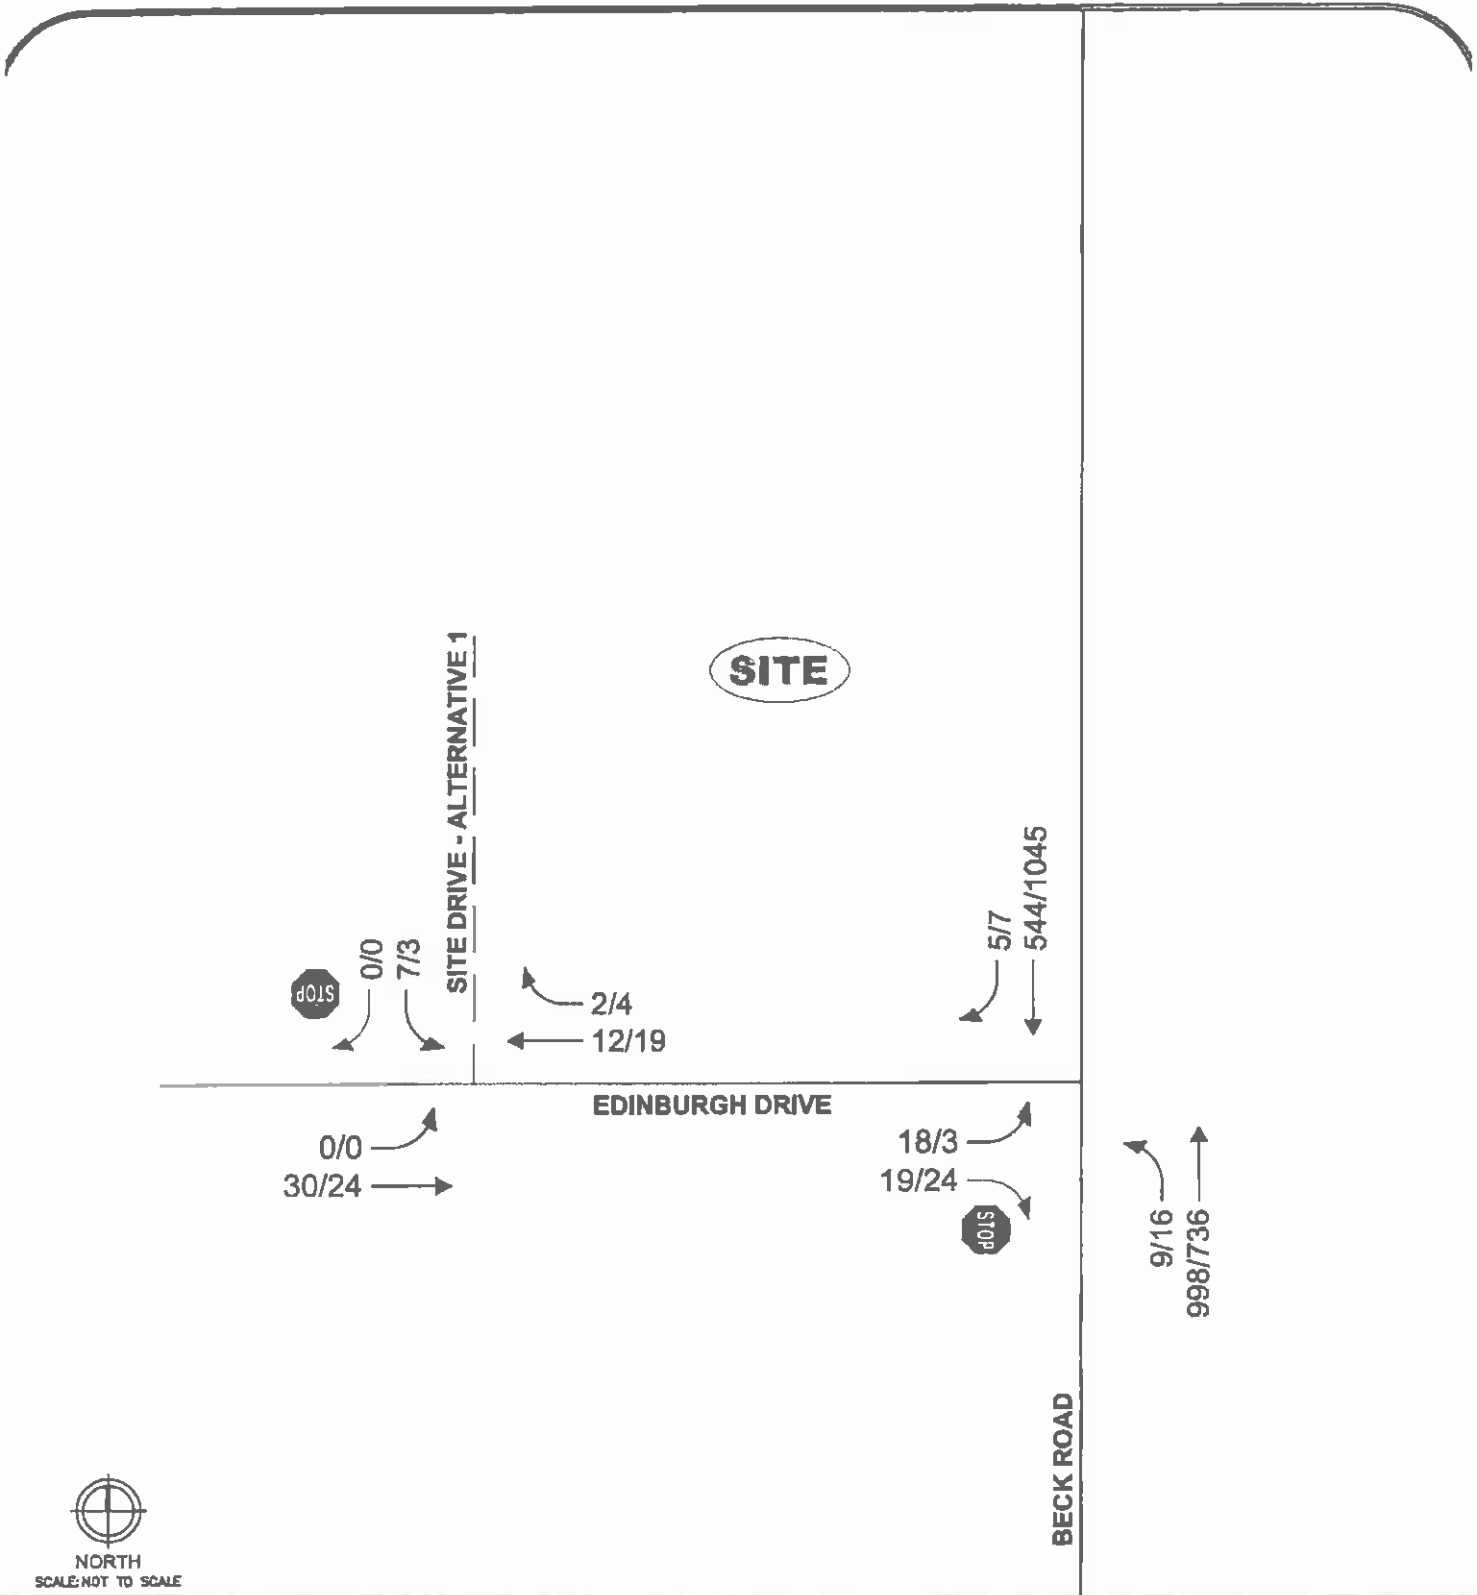 SITE DRIVE - ALTERNATIVE 1
SITE
544/1045
5/7
0/0
7/3
STOP
2/4
12/19
EDINBURGH DRIVE
0/0
30/24
18/3
19/24
STOP
9/16
998/736
BECK ROAD
NORTH
SCALE: NOT TO SCALE